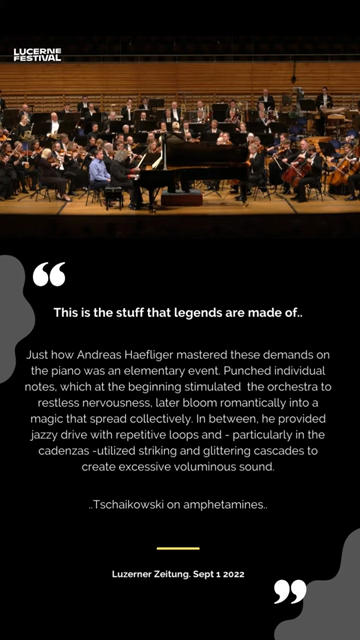 LUCERNE
FESTIVAL
“
This is the stuff that legends are made of..
Just how Andreas Haefliger mastered these demands on
the piano was an elementary event. Punched individual
notes, which at the beginning stimulated the orchestra to
restless nervousness, later bloom romantically into a
magic that spread collectively. In between, he provided
jazzy drive with repetitive loops and - particularly in the
cadenzas -utilized striking and glittering cascades to
create excessive voluminous sound.
..Tschaikowski on amphetamines..
Luzerner Zeitung. Sept 1 2022
”